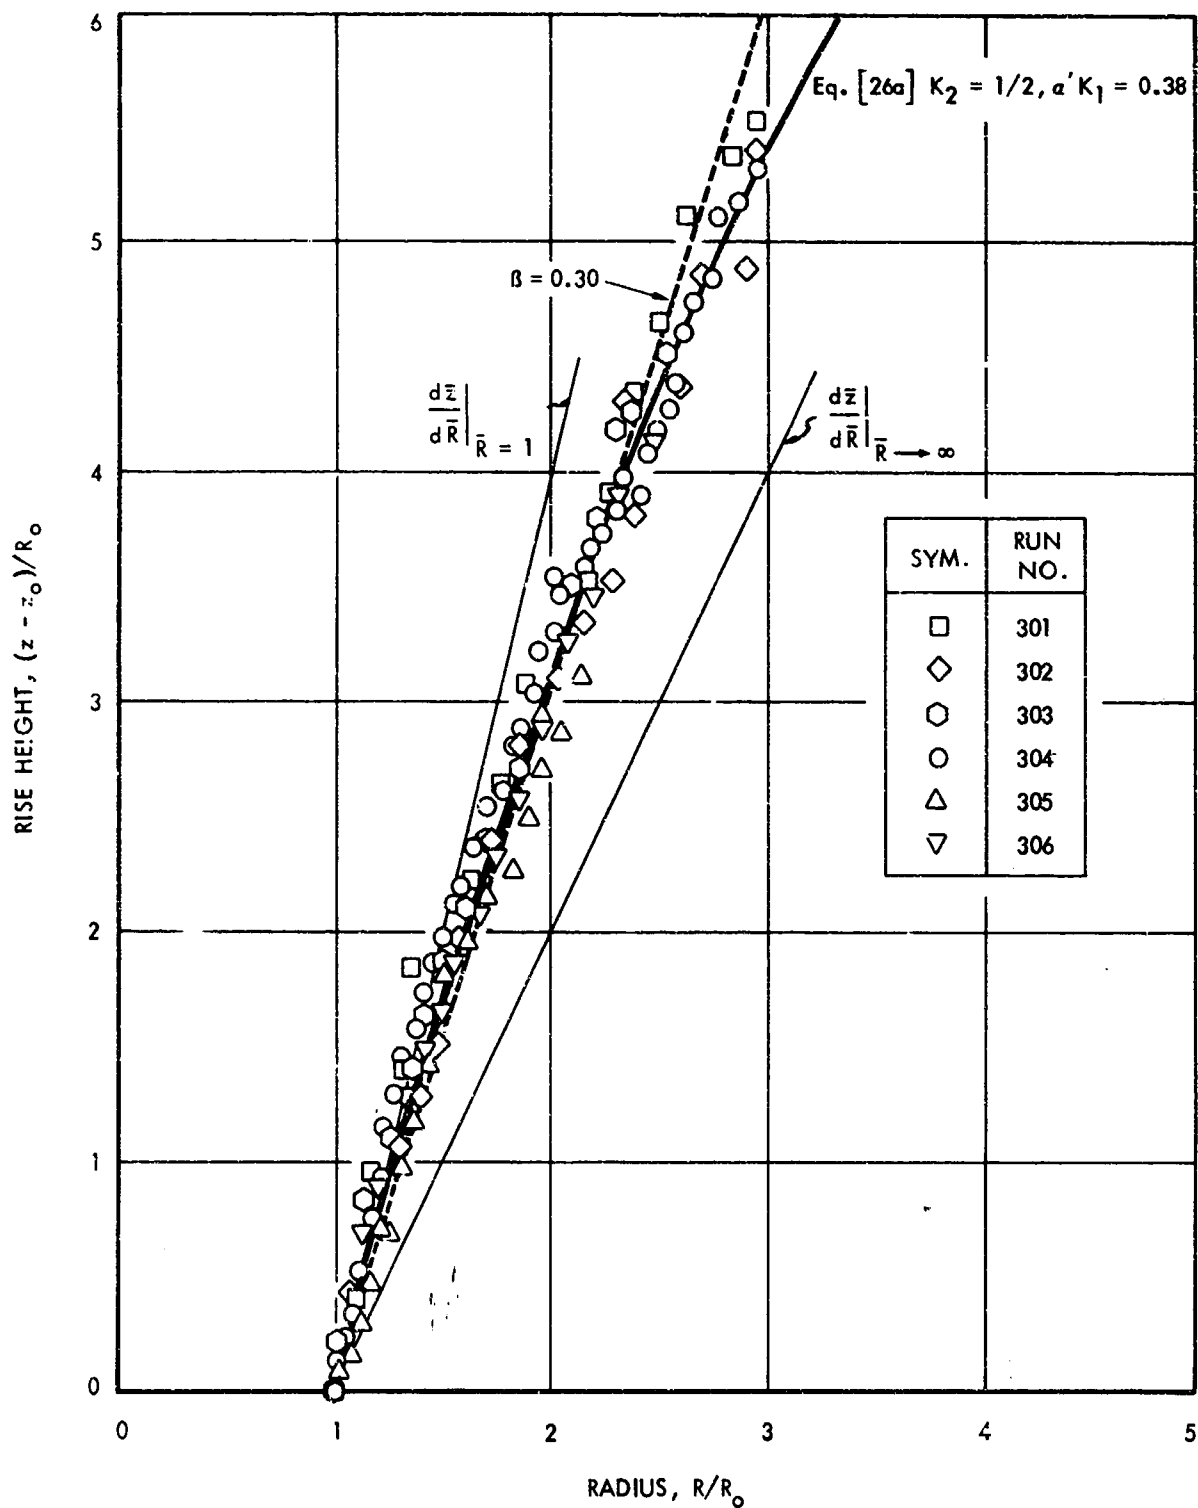 6
Eq. [26a] K₂ = 1/2, a'K₁ = 0.38
5
ß = 0.30
dz̄/dR̄ | R̄ = 1
dz̄/dR̄ | R̄ → ∞
4
SYM. RUN NO.
□ 301
◇ 302
⬡ 303
○ 304
△ 305
▽ 306
3
2
1
0
RISE HEIGHT, (z - z₀)/R₀
0 1 2 3 4 5
RADIUS, R/R₀